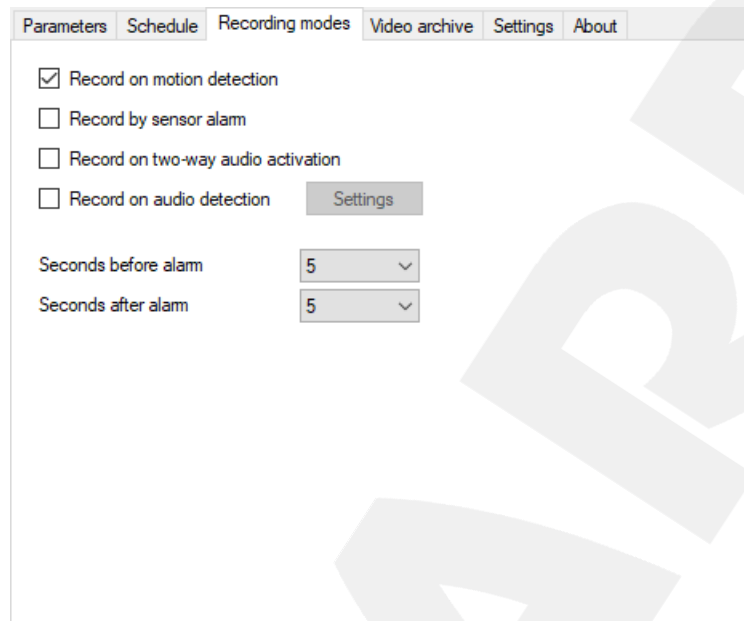 Parameters Schedule Recording modes Video archive Settings About
Record on motion detection
Record by sensor alarm
Record on two-way audio activation
Record on audio detection Settings
Seconds before alarm 5
Seconds after alarm 5